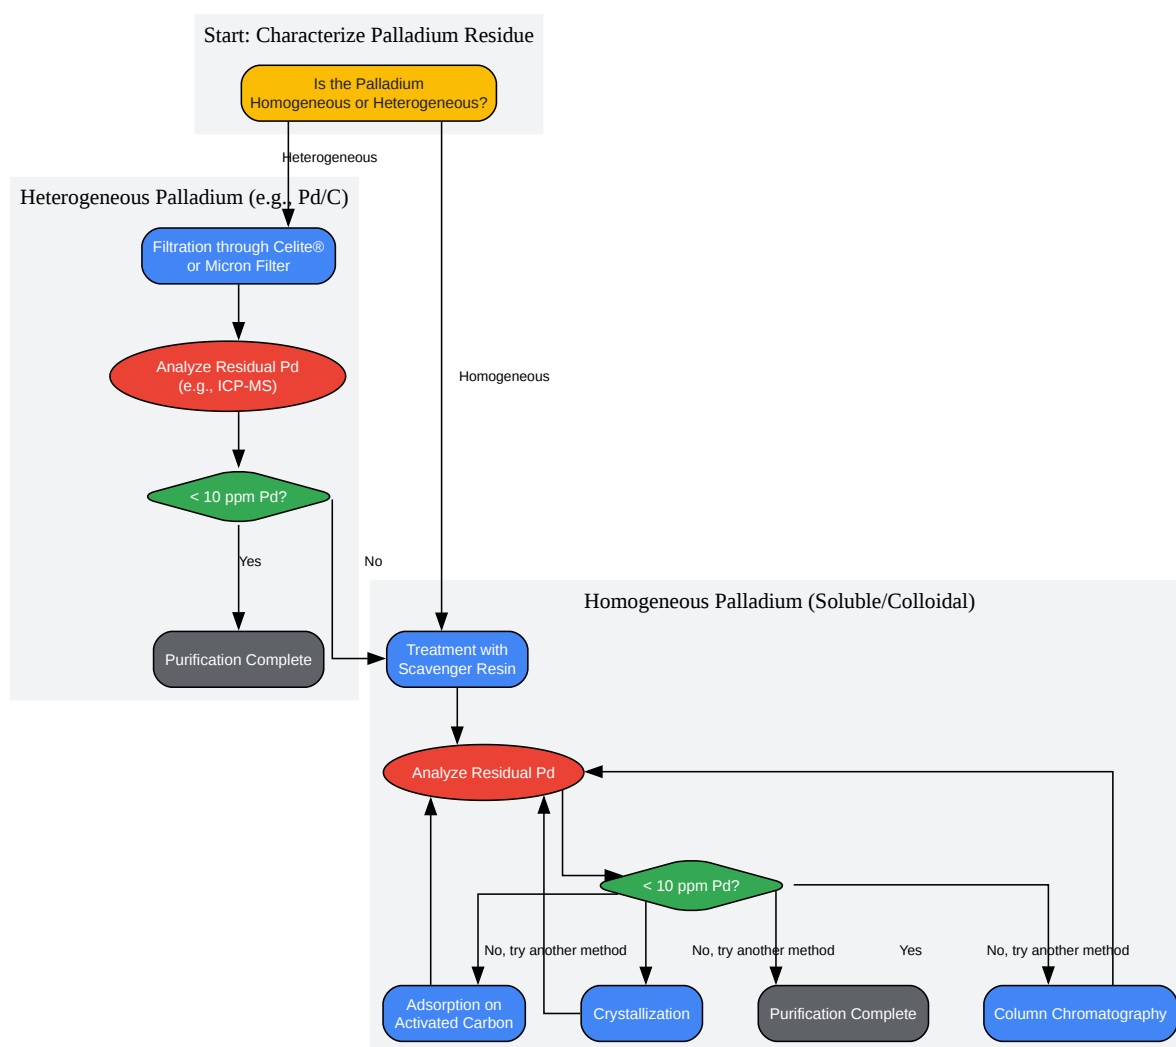 Start: Characterize Palladium Residue
Is the Palladium
Homogeneous or Heterogeneous?
Heterogeneous
Heterogeneous Palladium (e.g., Pd/C)
Filtration through Celite®
or Micron Filter
Analyze Residual Pd
(e.g., ICP-MS)
Homogeneous
< 10 ppm Pd?
Yes
No
Homogeneous Palladium (Soluble/Colloidal)
Purification Complete
Treatment with
Scavenger Resin
Analyze Residual Pd
< 10 ppm Pd?
No, try another method
No, try another method
Yes
No, try another method
Adsorption on
Activated Carbon
Crystallization
Purification Complete
Column Chromatography